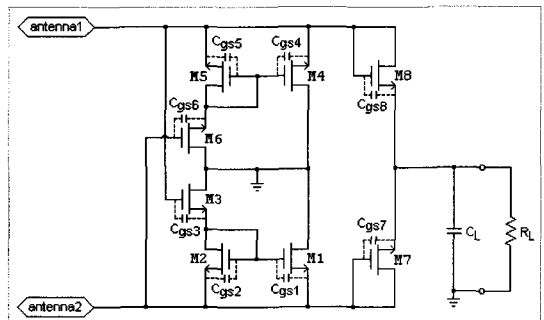 antenna1
Cgs5
Cgs4
M5
M4
M8
Cgs8
Cgs6
M6
M3
Cgs3
Cgs7
CL
RL
M2
M1
M7
Cgs2
Cgs1
antenna2